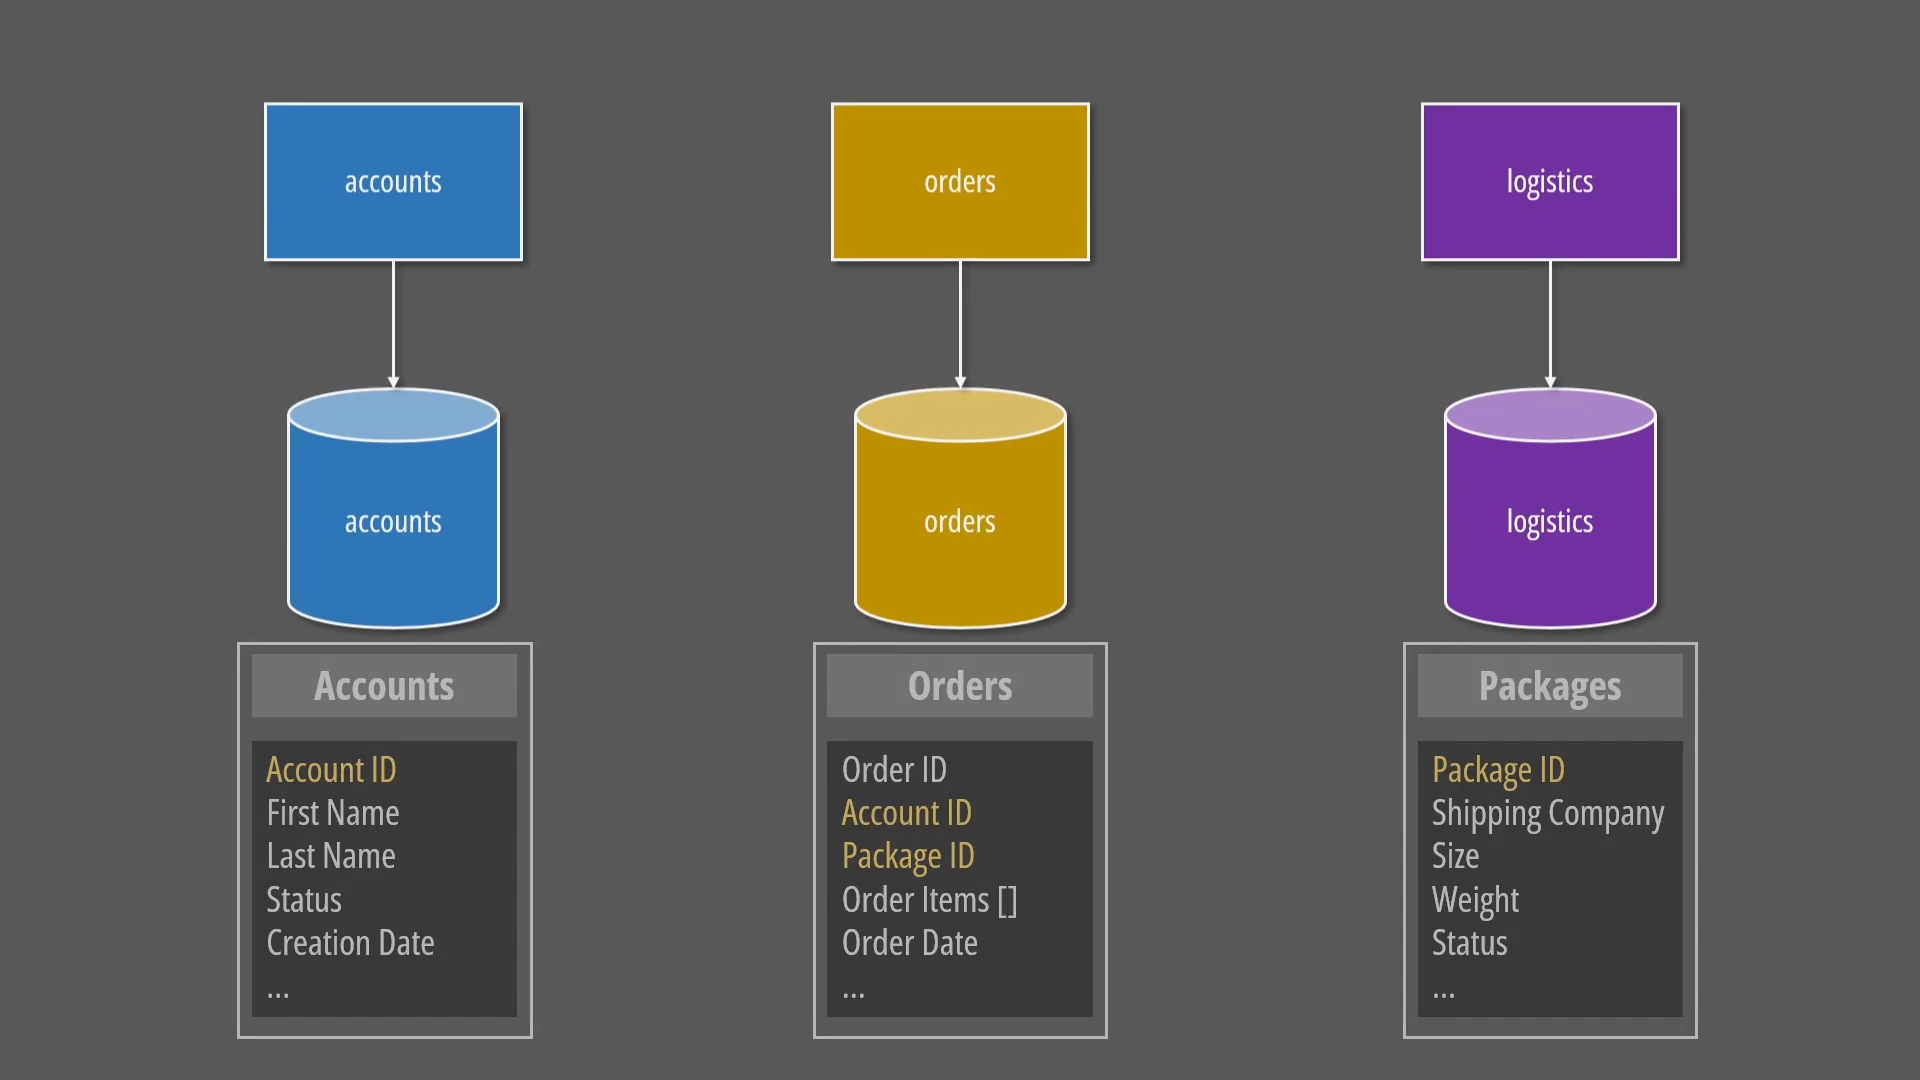 accounts
orders
logistics
accounts
orders
logistics
Accounts
Account ID
First Name
Last Name
Status
Creation Date
...
Orders
Order ID
Account ID
Package ID
Order Items []
Order Date
...
Packages
Package ID
Shipping Company
Size
Weight
Status
...